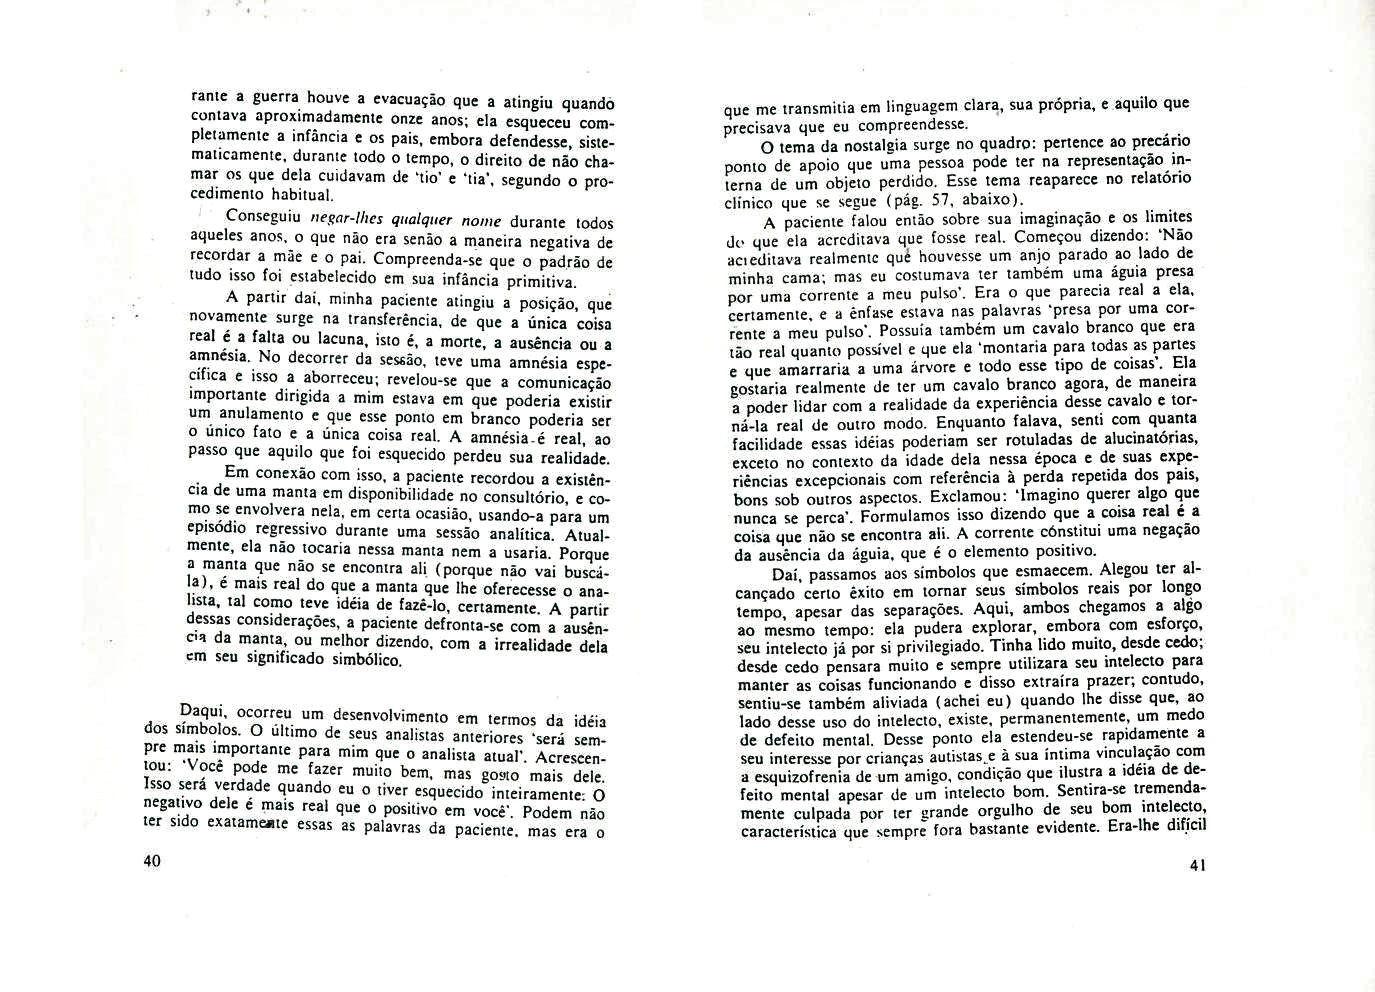 rante a guerra houve a evacuação que a atingiu quando
contava aproximadamente onze anos; ela esqueceu com-
pletamente a infância e os pais, embora defendesse, siste-
maticamente, durante todo o tempo, o direito de não cha-
mar os que dela cuidavam de 'tio' e 'tia', segundo o pro-
cedimento habitual.
Conseguiu negar-lhes qualquer nome durante todos
aqueles anos, o que não era senão a maneira negativa de
recordar a mãe e o pai. Compreenda-se que o padrão de
tudo isso foi estabelecido em sua infância primitiva.
A partir daí, minha paciente atingiu a posição, que
novamente surge na transferência, de que a única coisa
real é a falta ou lacuna, isto é, a morte, a ausência ou a
amnésia. No decorrer da sessão, teve uma amnésia espe-
cífica e isso a aborreceu; revelou-se que a comunicação
importante dirigida a mim estava em que poderia existir
um anulamento e que esse ponto em branco poderia ser
o único fato e a única coisa real. A amnésia é real, ao
passo que aquilo que foi esquecido perdeu sua realidade.
Em conexão com isso, a paciente recordou a existên-
cia de uma manta em disponibilidade no consultório, e co-
mo se envolvera nela, em certa ocasião, usando-a para um
episódio regressivo durante uma sessão analítica. Atual-
mente, ela não tocaria nessa manta nem a usaria. Porque
a manta que não se encontra ali (porque não vai buscá-
la), é mais real do que a manta que lhe oferecesse o ana-
lista, tal como teve idéia de fazê-lo, certamente. A partir
dessas considerações, a paciente defronta-se com a ausên-
cia da manta, ou melhor dizendo, com a irrealidade dela
em seu significado simbólico.
Daqui, ocorreu um desenvolvimento em termos da idéia
dos símbolos. O último de seus analistas anteriores 'será sem-
pre mais importante para mim que o analista atual'. Acrescen-
tou: 'Você pode me fazer muito bem, mas gosto mais dele.
Isso será verdade quando eu o tiver esquecido inteiramente: O
negativo dele é mais real que o positivo em você'. Podem não
ter sido exatamente essas as palavras da paciente, mas era o
40
que me transmitia em linguagem clara, sua própria, e aquilo que
precisava que eu compreendesse.
O tema da nostalgia surge no quadro: pertence ao precário
ponto de apoio que uma pessoa pode ter na representação in-
terna de um objeto perdido. Esse tema reaparece no relatório
clínico que se segue (pág. 57, abaixo).
A paciente falou então sobre sua imaginação e os limites
do que ela acreditava que fosse real. Começou dizendo: 'Não
acreditava realmente que houvesse um anjo parado ao lado de
minha cama; mas eu costumava ter também uma águia presa
por uma corrente a meu pulso'. Era o que parecia real a ela,
certamente, e a ênfase estava nas palavras 'presa por uma cor-
rente a meu pulso'. Possuía também um cavalo branco que era
tão real quanto possível e que ela 'montaria para todas as partes
e que amarraria a uma árvore e todo esse tipo de coisas'. Ela
gostaria realmente de ter um cavalo branco agora, de maneira
a poder lidar com a realidade da experiência desse cavalo e tor-
ná-la real de outro modo. Enquanto falava, senti com quanta
facilidade essas idéias poderiam ser rotuladas de alucinatórias,
exceto no contexto da idade dela nessa época e de suas expe-
riências excepcionais com referência à perda repetida dos pais,
bons sob outros aspectos. Exclamou: 'Imagino querer algo que
nunca se perca'. Formulamos isso dizendo que a coisa real é a
coisa que não se encontra ali. A corrente constitui uma negação
da ausência da águia, que é o elemento positivo.
Daí, passamos aos símbolos que esmaecem. Alegou ter al-
cançado certo êxito em tornar seus símbolos reais por longo
tempo, apesar das separações. Aqui, ambos chegamos a algo
ao mesmo tempo: ela pudera explorar, embora com esforço,
seu intelecto já por si privilegiado. Tinha lido muito, desde cedo;
desde cedo pensara muito e sempre utilizara seu intelecto para
manter as coisas funcionando e disso extraíra prazer; contudo,
sentiu-se também aliviada (achei eu) quando lhe disse que, ao
lado desse uso do intelecto, existe, permanentemente, um medo
de defeito mental. Desse ponto ela estendeu-se rapidamente a
seu interesse por crianças autistas e à sua íntima vinculação com
a esquizofrenia de um amigo, condição que ilustra a idéia de de-
feito mental apesar de um intelecto bom. Sentira-se tremenda-
mente culpada por ter grande orgulho de seu bom intelecto,
característica que sempre fora bastante evidente. Era-lhe difícil
41